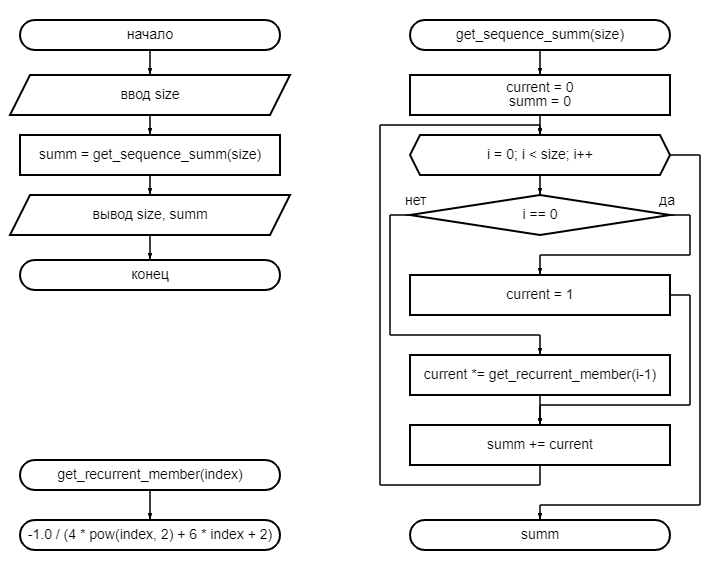 начало
ввод size
summ = get_sequence_summ(size)
вывод size, summ
конец
get_recurrent_member(index)
-1.0 / (4 * pow(index, 2) + 6 * index + 2)
get_sequence_summ(size)
current = 0
summ = 0
i = 0; i < size; i++
нет
да
i == 0
current = 1
current *= get_recurrent_member(i-1)
summ += current
summ